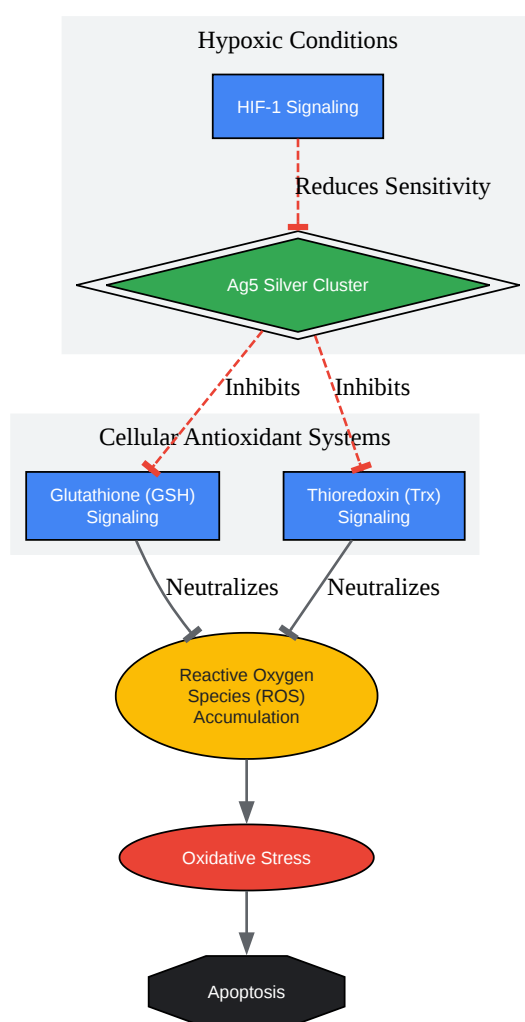 Hypoxic Conditions
HIF-1 Signaling
Reduces Sensitivity
Ag5 Silver Cluster
Inhibits
Inhibits
Cellular Antioxidant Systems
Glutathione (GSH)
Signaling
Thioredoxin (Trx)
Signaling
Neutralizes
Neutralizes
Reactive Oxygen
Species (ROS)
Accumulation
Oxidative Stress
Apoptosis